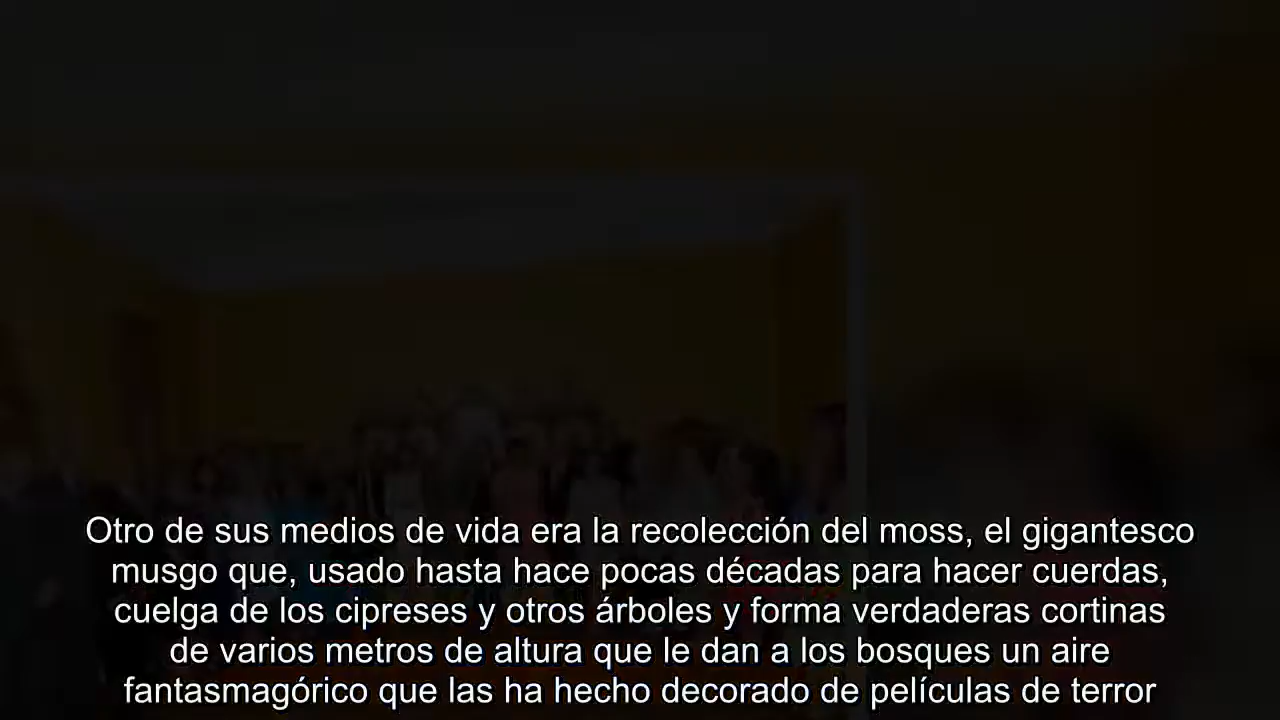 Otro de sus medios de vida era la recolección del moss, el gigantesco
musgo que, usado hasta hace pocas décadas para hacer cuerdas,
cuelga de los cipreses y otros árboles y forma verdaderas cortinas
de varios metros de altura que le dan a los bosques un aire
fantasmagórico que las ha hecho decorado de películas de terror